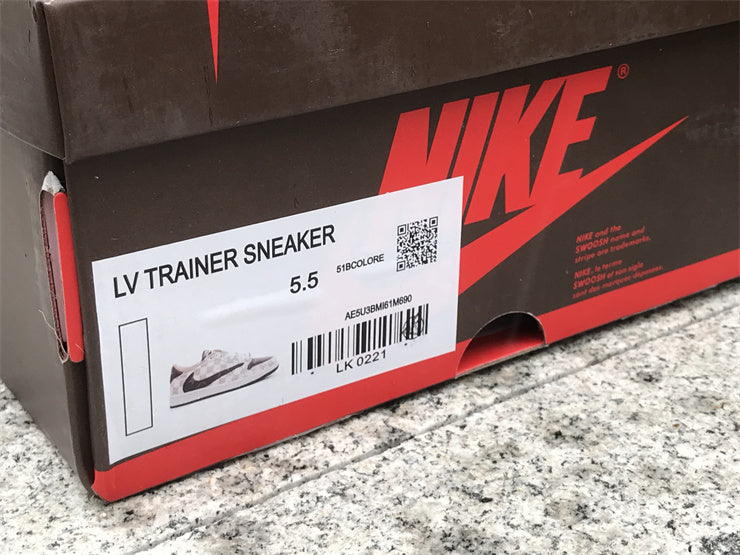 NIKE®
LV TRAINER SNEAKER
5.5
51BCOLORE
AE5U3BMI61M690
LK 0221
NIKE and the
SWOOSH name and
stripe are trademarks,
NIKE, le terme
SWOOSH et son sigle
sont des marques déposées.